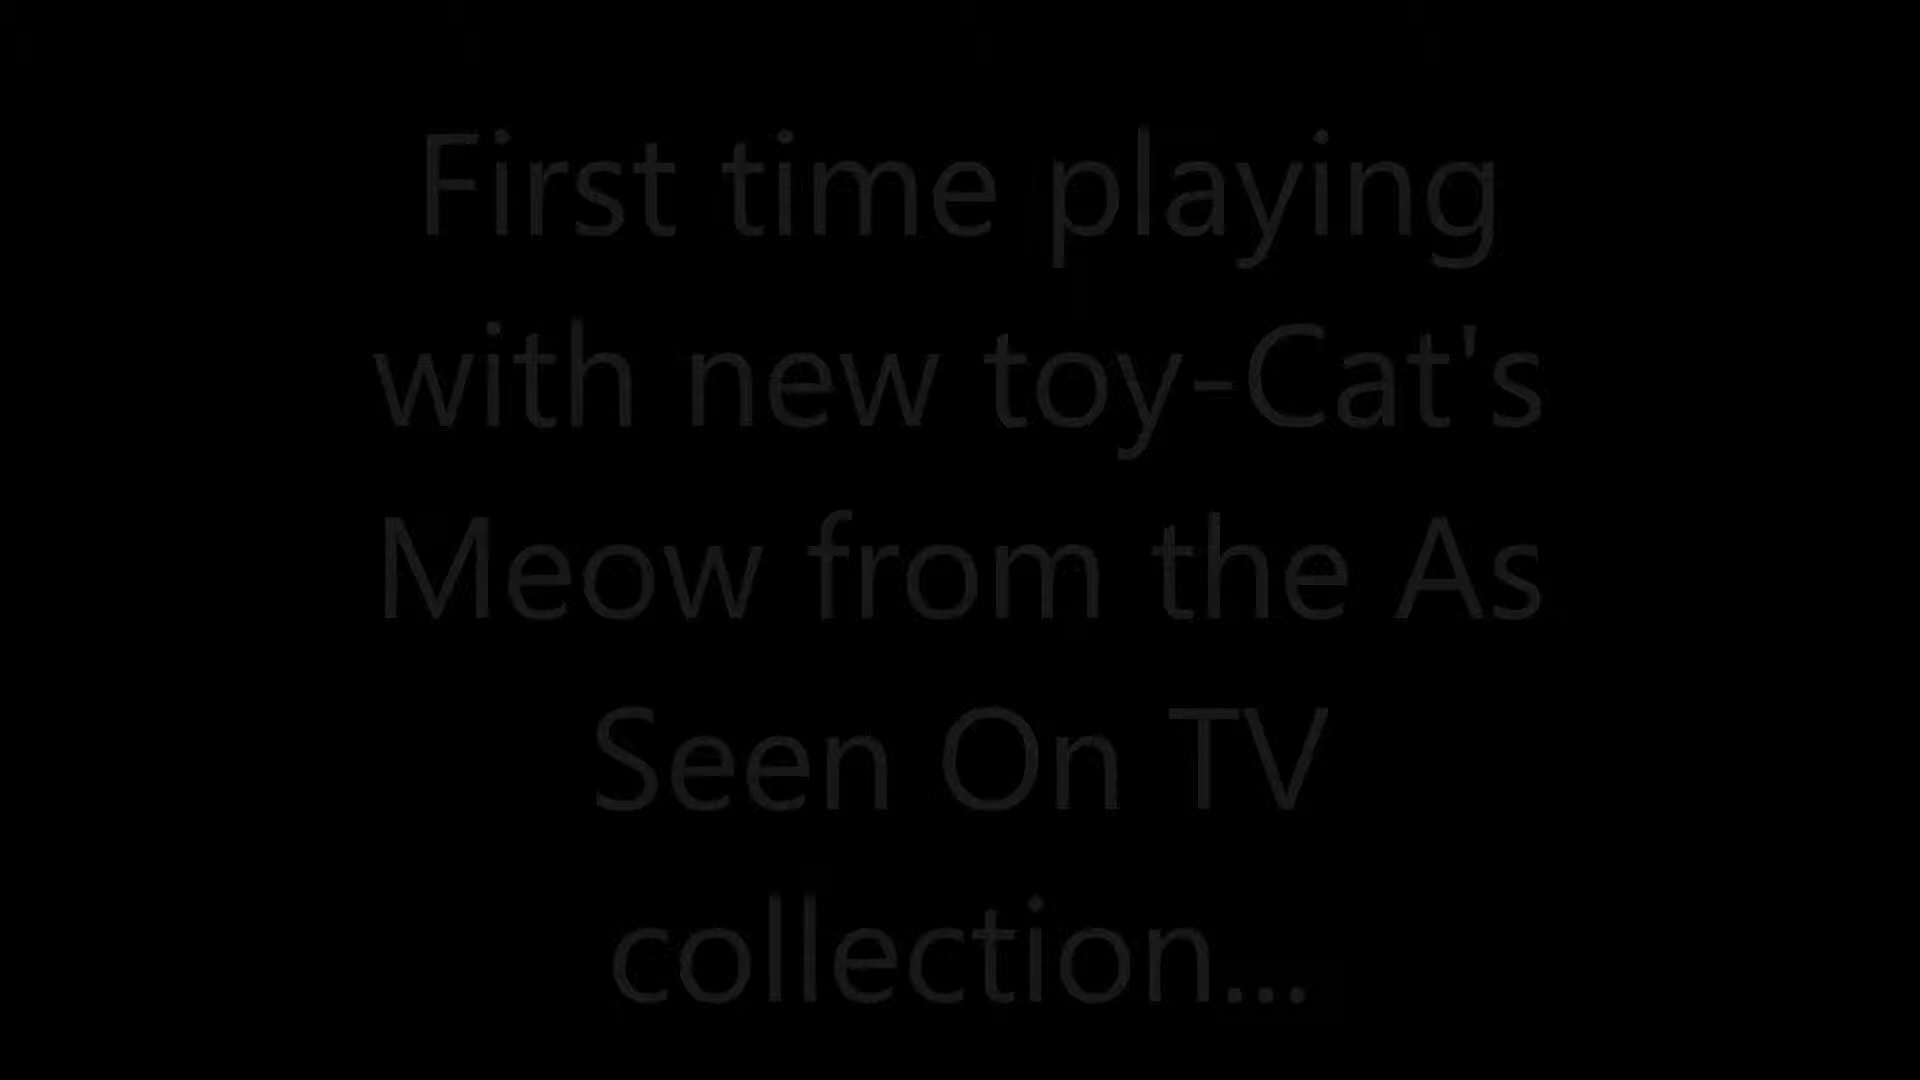 First time playing
with new toy-Cat's
Meow from the As
Seen On TV
collection...